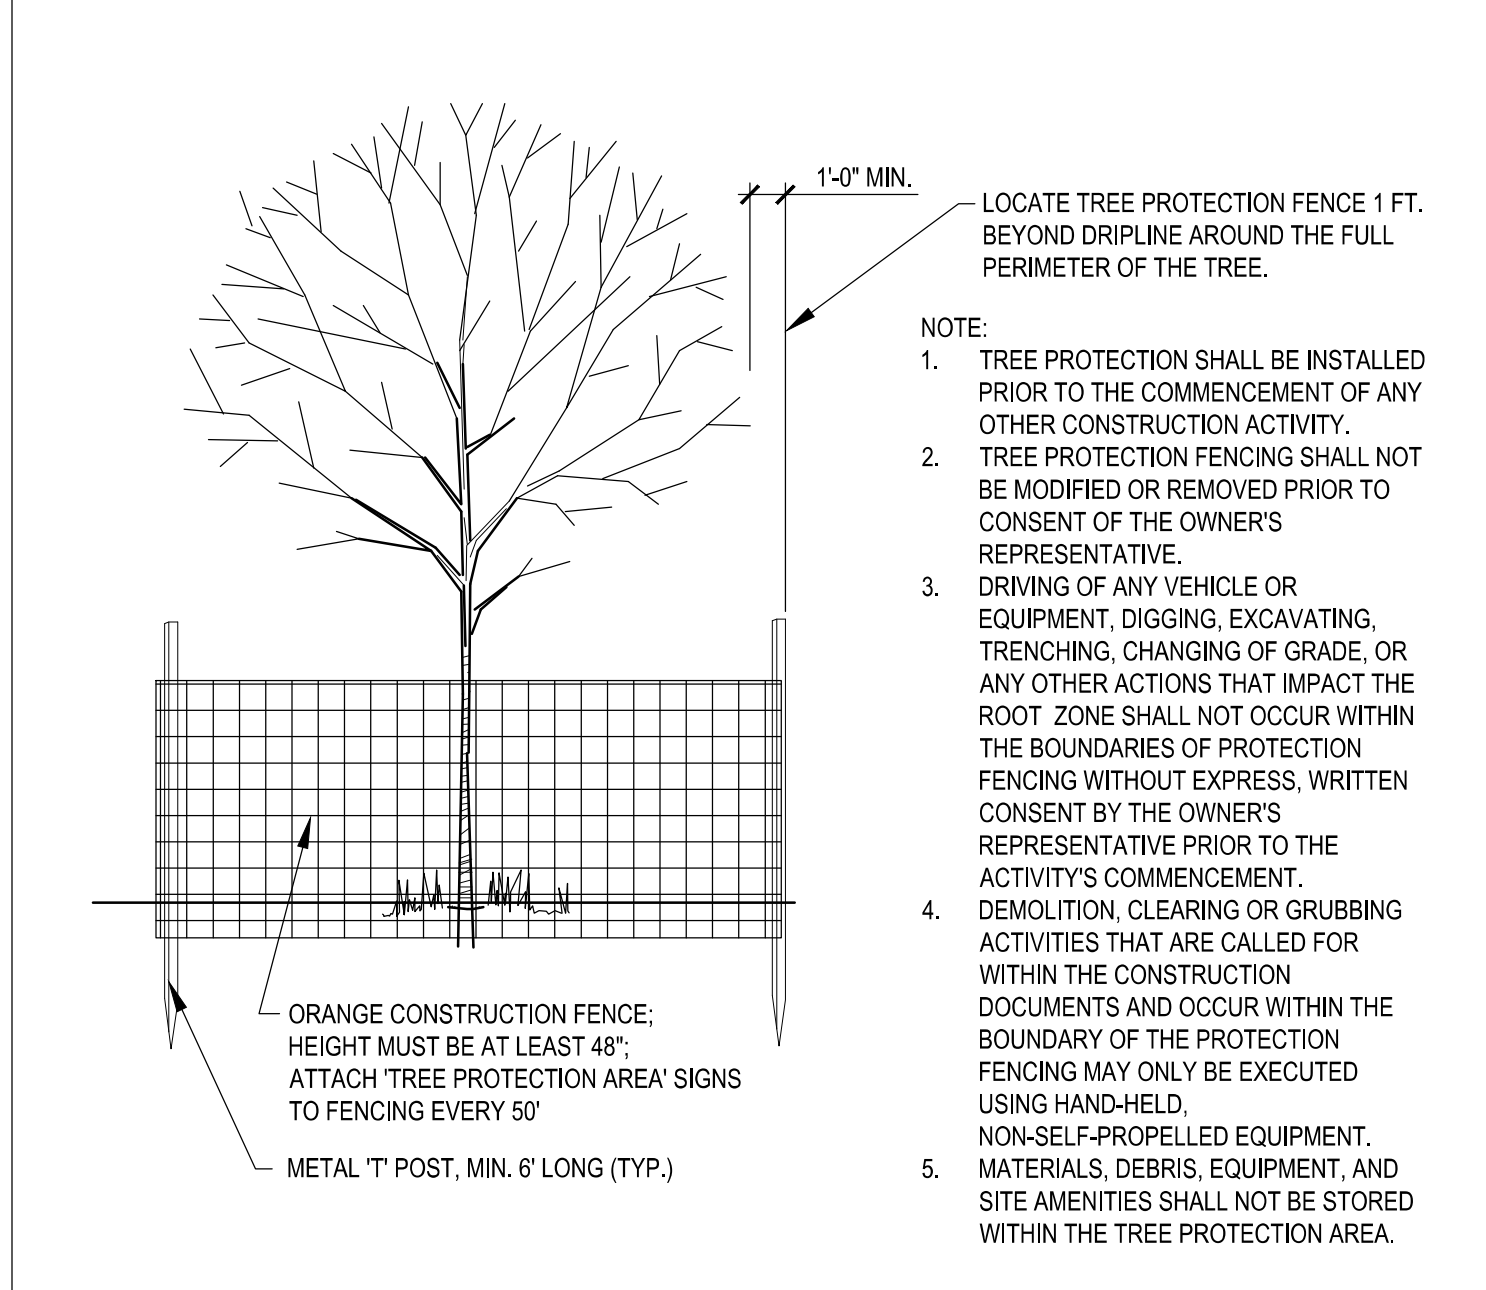 1'-0" MIN.
LOCATE TREE PROTECTION FENCE 1 FT.
BEYOND DRIPLINE AROUND THE FULL
PERIMETER OF THE TREE.
NOTE:
1. TREE PROTECTION SHALL BE INSTALLED
PRIOR TO THE COMMENCEMENT OF ANY
OTHER CONSTRUCTION ACTIVITY.
2. TREE PROTECTION FENCING SHALL NOT
BE MODIFIED OR REMOVED PRIOR TO
CONSENT OF THE OWNER'S
REPRESENTATIVE.
3. DRIVING OF ANY VEHICLE OR
EQUIPMENT, DIGGING, EXCAVATING,
TRENCHING, CHANGING OF GRADE, OR
ANY OTHER ACTIONS THAT IMPACT THE
ROOT ZONE SHALL NOT OCCUR WITHIN
THE BOUNDARIES OF PROTECTION
FENCING WITHOUT EXPRESS, WRITTEN
CONSENT BY THE OWNER'S
REPRESENTATIVE PRIOR TO THE
ACTIVITY'S COMMENCEMENT.
4. DEMOLITION, CLEARING OR GRUBBING
ACTIVITIES THAT ARE CALLED FOR
WITHIN THE CONSTRUCTION
DOCUMENTS AND OCCUR WITHIN THE
BOUNDARY OF THE PROTECTION
FENCING MAY ONLY BE EXECUTED
USING HAND-HELD,
NON-SELF-PROPELLED EQUIPMENT.
5. MATERIALS, DEBRIS, EQUIPMENT, AND
SITE AMENITIES SHALL NOT BE STORED
WITHIN THE TREE PROTECTION AREA.
ORANGE CONSTRUCTION FENCE;
HEIGHT MUST BE AT LEAST 48";
ATTACH 'TREE PROTECTION AREA' SIGNS
TO FENCING EVERY 50'
METAL 'T' POST, MIN. 6' LONG (TYP.)